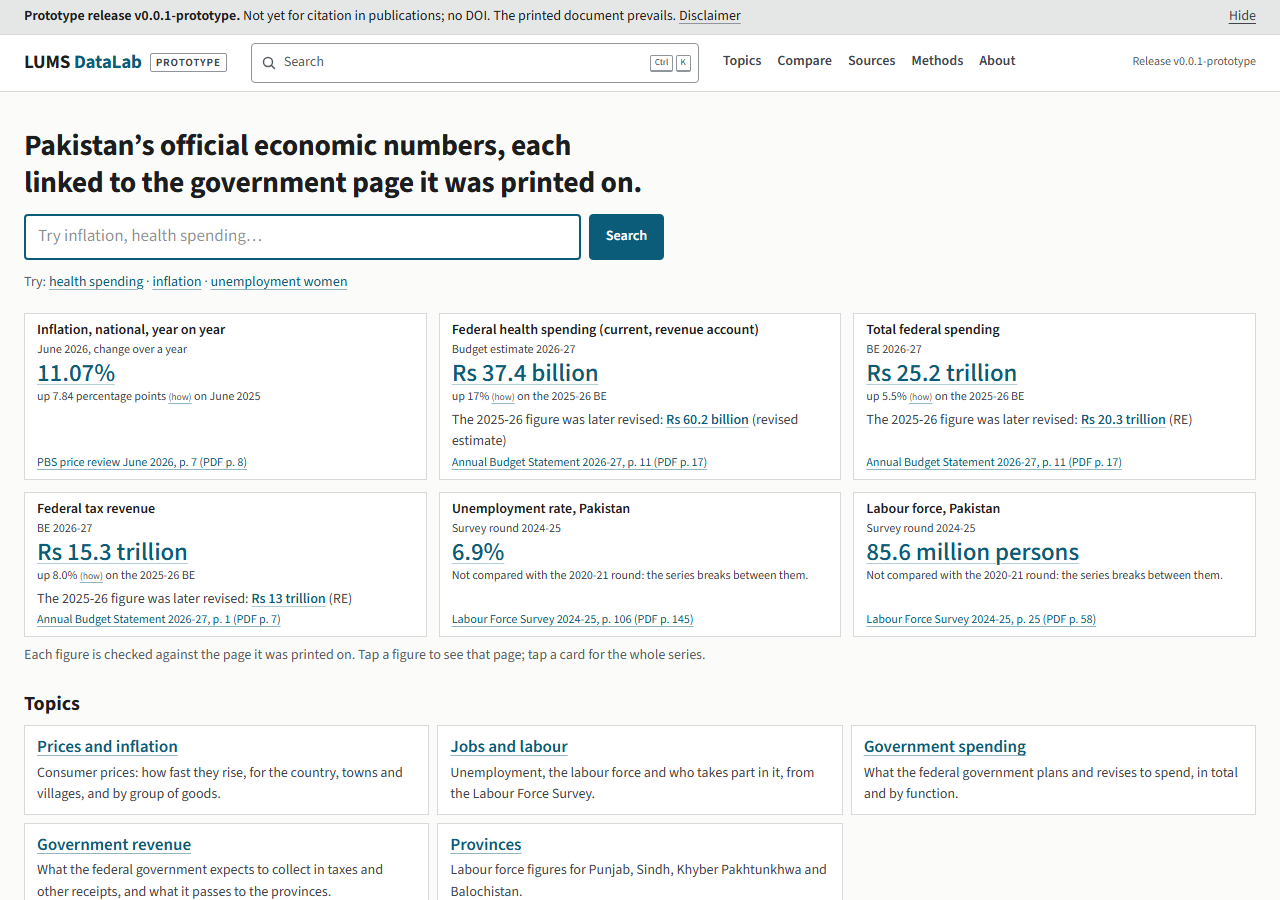 Prototype release v0.0.1-prototype. Not yet for citation in publications; no DOI. The printed document prevails. Disclaimer
Hide
LUMS DataLab PROTOTYPE
Search
Ctrl K
Topics Compare Sources Methods About
Release v0.0.1-prototype
Pakistan’s official economic numbers, each
linked to the government page it was printed on.
Try inflation, health spending…
Search
Try: health spending · inflation · unemployment women
Inflation, national, year on year
June 2026, change over a year
11.07%
up 7.84 percentage points (how) on June 2025
PBS price review June 2026, p. 7 (PDF p. 8)
Federal health spending (current, revenue account)
Budget estimate 2026-27
Rs 37.4 billion
up 17% (how) on the 2025-26 BE
The 2025-26 figure was later revised: Rs 60.2 billion (revised
estimate)
Annual Budget Statement 2026-27, p. 11 (PDF p. 17)
Total federal spending
BE 2026-27
Rs 25.2 trillion
up 5.5% (how) on the 2025-26 BE
The 2025-26 figure was later revised: Rs 20.3 trillion (RE)
Annual Budget Statement 2026-27, p. 11 (PDF p. 17)
Federal tax revenue
BE 2026-27
Rs 15.3 trillion
up 8.0% (how) on the 2025-26 BE
The 2025-26 figure was later revised: Rs 13 trillion (RE)
Annual Budget Statement 2026-27, p. 1 (PDF p. 7)
Unemployment rate, Pakistan
Survey round 2024-25
6.9%
Not compared with the 2020-21 round: the series breaks between them.
Labour Force Survey 2024-25, p. 106 (PDF p. 145)
Labour force, Pakistan
Survey round 2024-25
85.6 million persons
Not compared with the 2020-21 round: the series breaks between them.
Labour Force Survey 2024-25, p. 25 (PDF p. 58)
Each figure is checked against the page it was printed on. Tap a figure to see that page; tap a card for the whole series.
Topics
Prices and inflation
Consumer prices: how fast they rise, for the country, towns and
villages, and by group of goods.
Jobs and labour
Unemployment, the labour force and who takes part in it, from
the Labour Force Survey.
Government spending
What the federal government plans and revises to spend, in total
and by function.
Government revenue
What the federal government expects to collect in taxes and
other receipts, and what it passes to the provinces.
Provinces
Labour force figures for Punjab, Sindh, Khyber Pakhtunkhwa and
Balochistan.